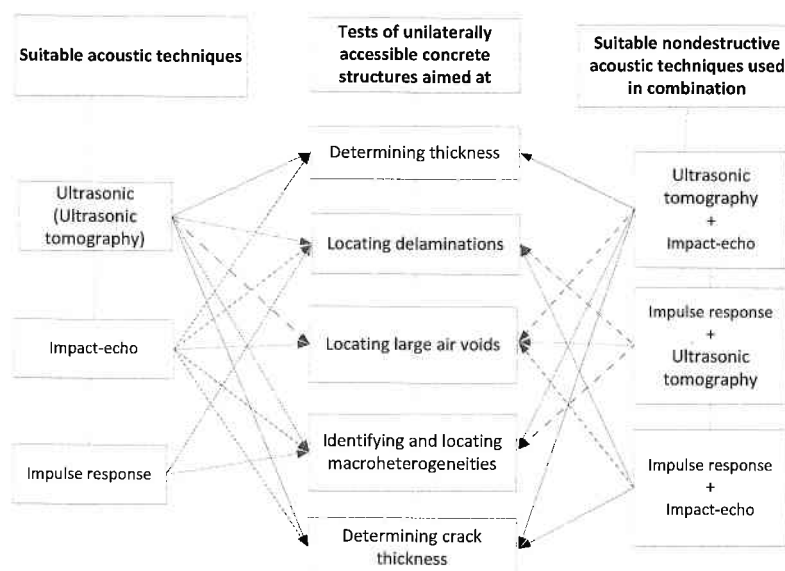 Suitable acoustic techniques
Tests of unilaterally
accessible concrete
structures aimed at
Suitable nondestructive
acoustic techniques used
in combination
Ultrasonic
(Ultrasonic
tomography)
Impact-echo
Impulse response
Determining thickness
Locating delaminations
Locating large air voids
Identifying and locating
macroheterogeneities
Determining crack
thickness
Ultrasonic
tomography
+
Impact-echo
Impulse response
+
Ultrasonic
tomography
Impulse response
+
Impact-echo